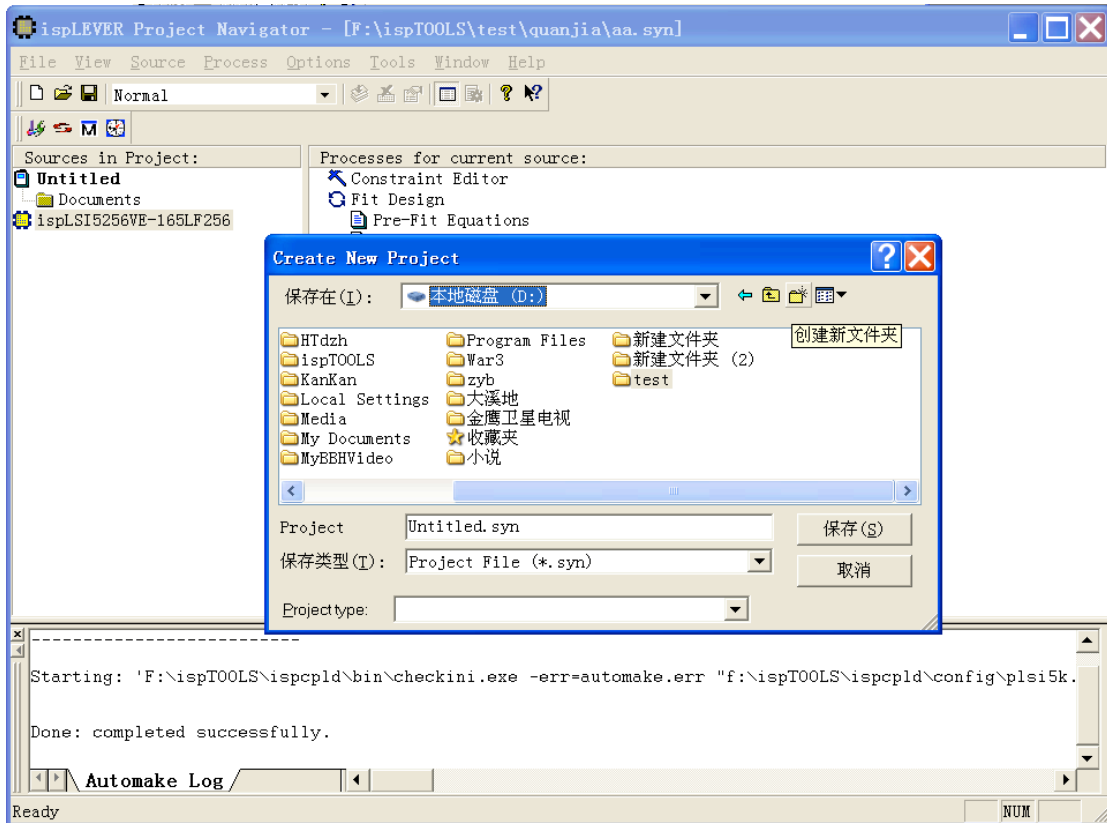 ispLEVER Project Navigator - [F:\ispTOOLS\test\quanjia\aa.syn]
File View Source Process Options Tools Window Help
Normal
Sources in Project:
Processes for current source:
Untitled
Constraint Editor
Documents
Fit Design
ispLSI5256VE-165LF256
Pre-Fit Equations
Create New Project
保存在(I):
本地磁盘 (D:)
创建新文件夹
HTdzh
Program Files
新建文件夹
ispTOOLS
War3
新建文件夹 (2)
KanKan
zyb
test
Local Settings
大溪地
Media
金鹰卫星电视
My Documents
收藏夹
MyBBHVideo
小说
Project
Untitled.syn
保存(S)
保存类型(T):
Project File (*.syn)
取消
Project type:
Starting: 'F:\ispTOOLS\ispcpld\bin\checkini.exe -err=automake.err "f:\ispTOOLS\ispcpld\config\plsi5k.
Done: completed successfully.
Automake Log
Ready
NUM